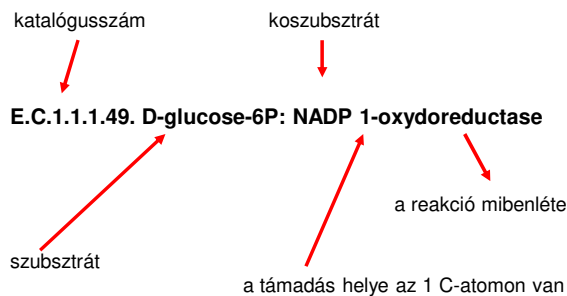 katalógusszám
koszubsztrát
E.C.1.1.1.49. D-glucose-6P: NADP 1-oxydoreductase
a reakció mibenléte
szubsztrát
a támadás helye az 1 C-atomon van